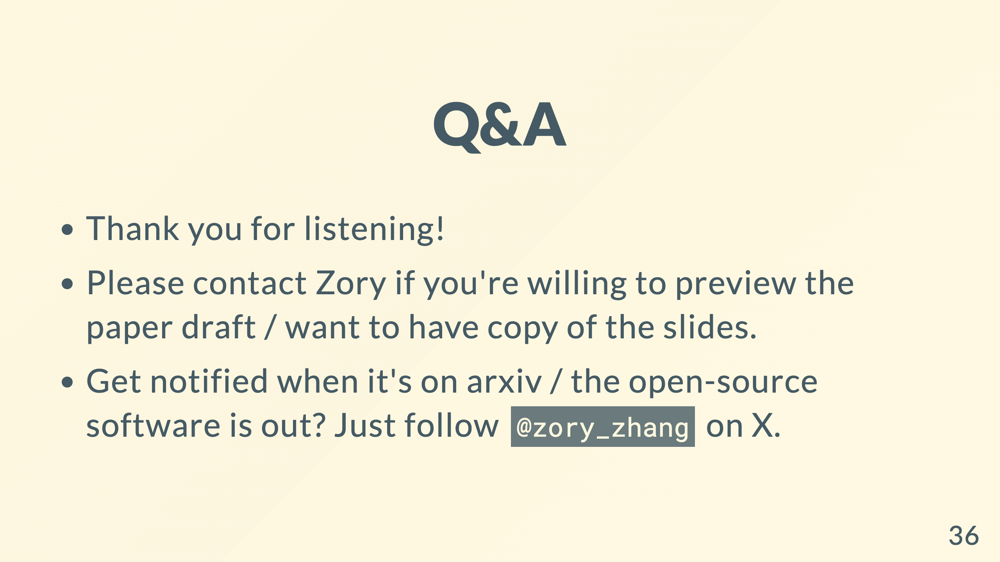 Q&A
• Thank you for listening!
• Please contact Zory if you're willing to preview the
paper draft / want to have copy of the slides.
• Get notified when it's on arxiv / the open-source
software is out? Just follow @zory_zhang on X.
36